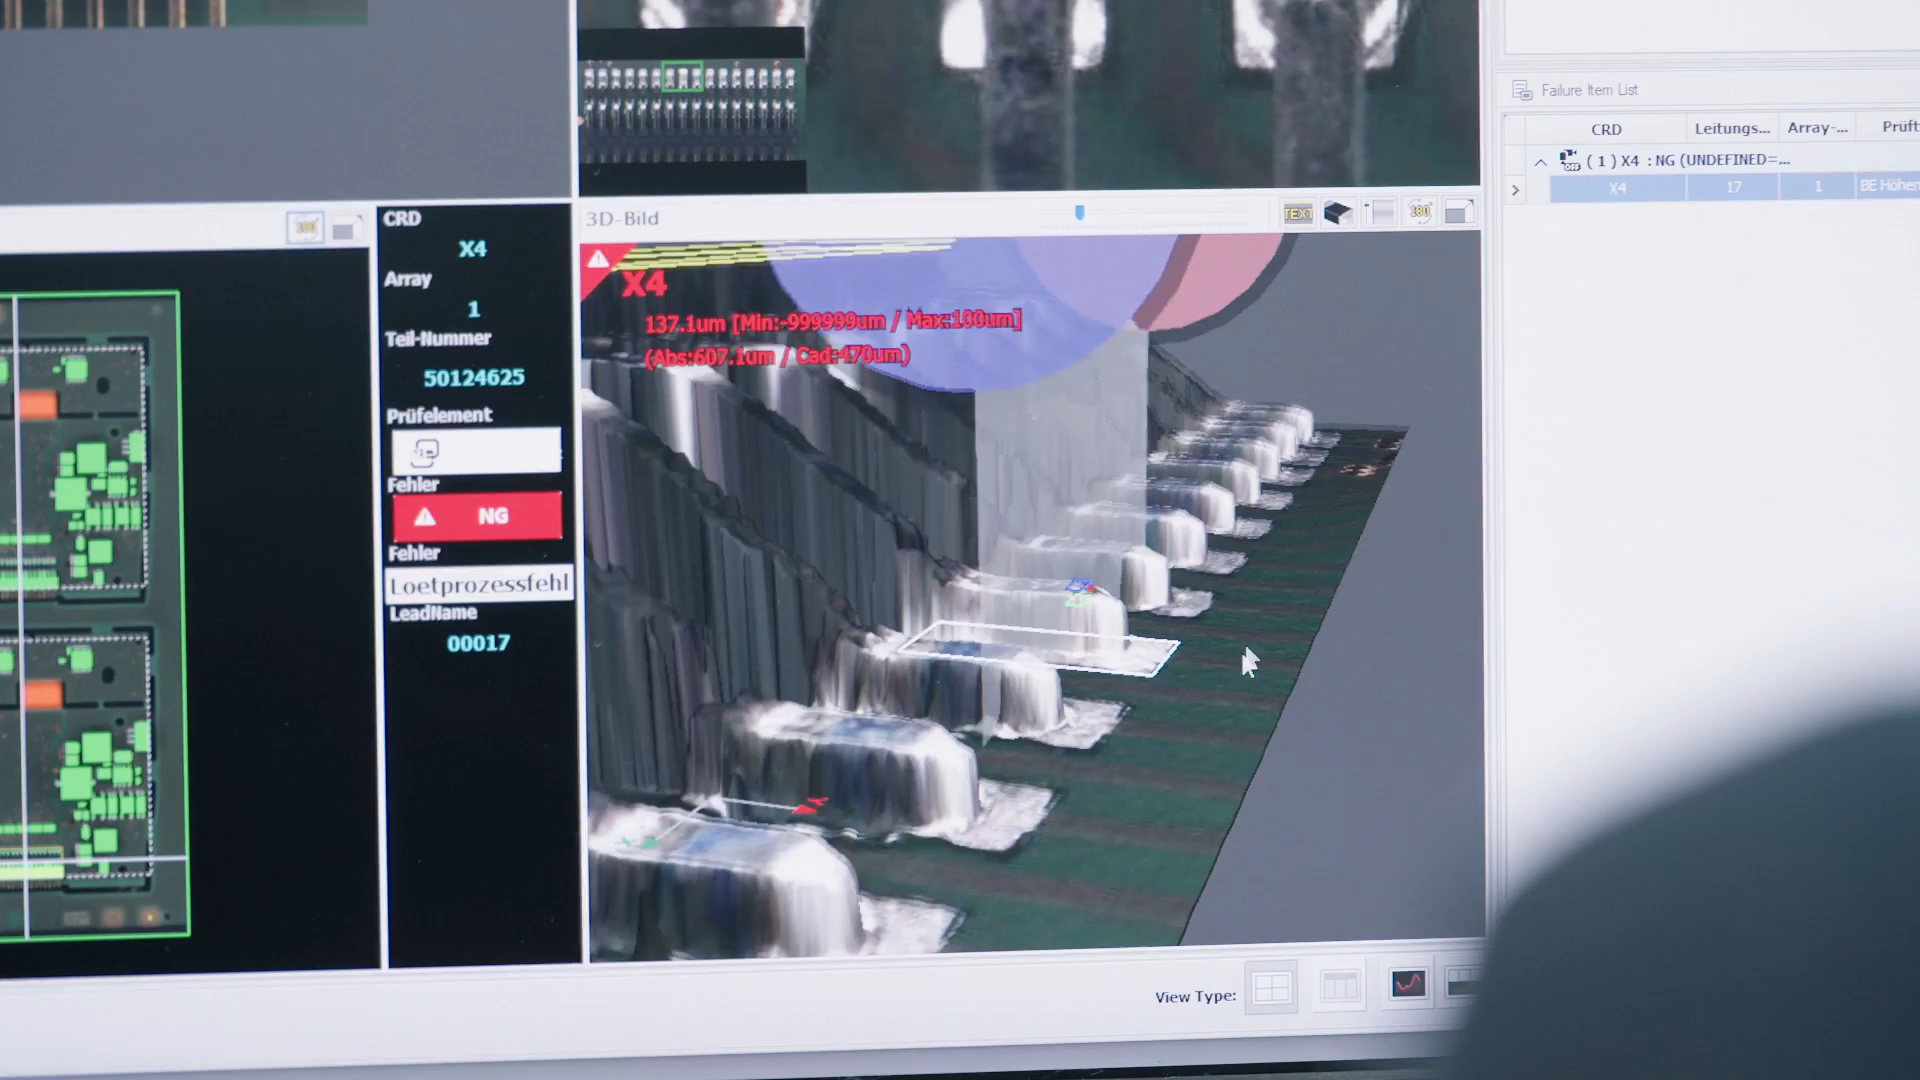 Failure Item List
CRD
Leitungs...
Array-...
Prüft
( 1 ) X4 : NG (UNDEFINED=...
X4
17
1
BE Höhen
CRD
X4
Array
1
Teil-Nummer
50124625
Prüfelement
Fehler
NG
Fehler
Loetprozessfehl
LeadName
00017
3D-Bild
TEXT
180
X4
137.1um [Min:-999999um / Max:100um]
(Abs:607.1um / Cad:470um)
Y
X
View Type: